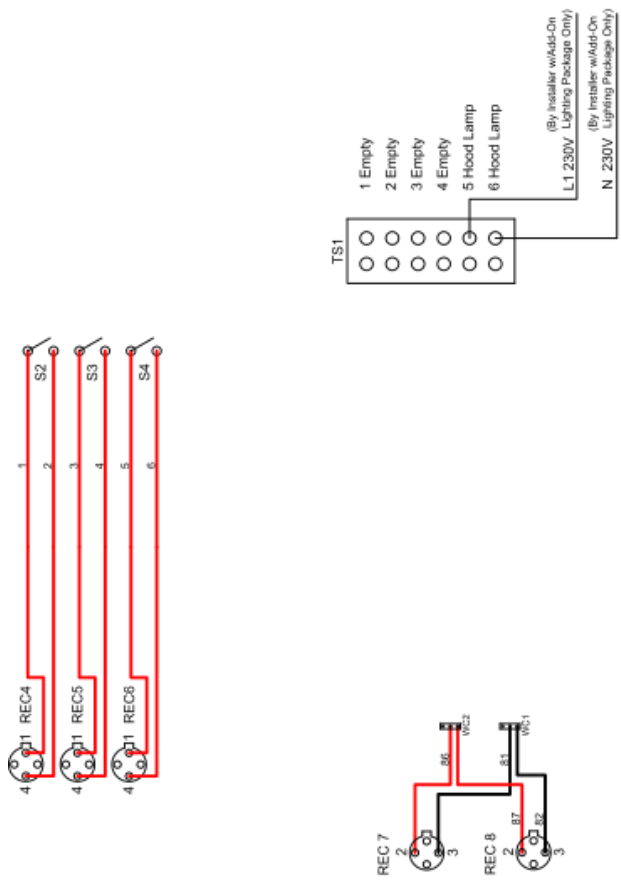 (By Installer w/Add-On
L1 230V Lighting Package Only)
(By Installer w/Add-On
N 230V Lighting Package Only)
1 Empty
2 Empty
3 Empty
4 Empty
5 Hood Lamp
6 Hood Lamp
TS1
S2
S3
S4
1
2
3
4
5
6
REC4
1
4
REC5
1
4
REC6
1
4
WC2
WC1
86
81
87
82
REC 7
2
3
REC 8
2
3